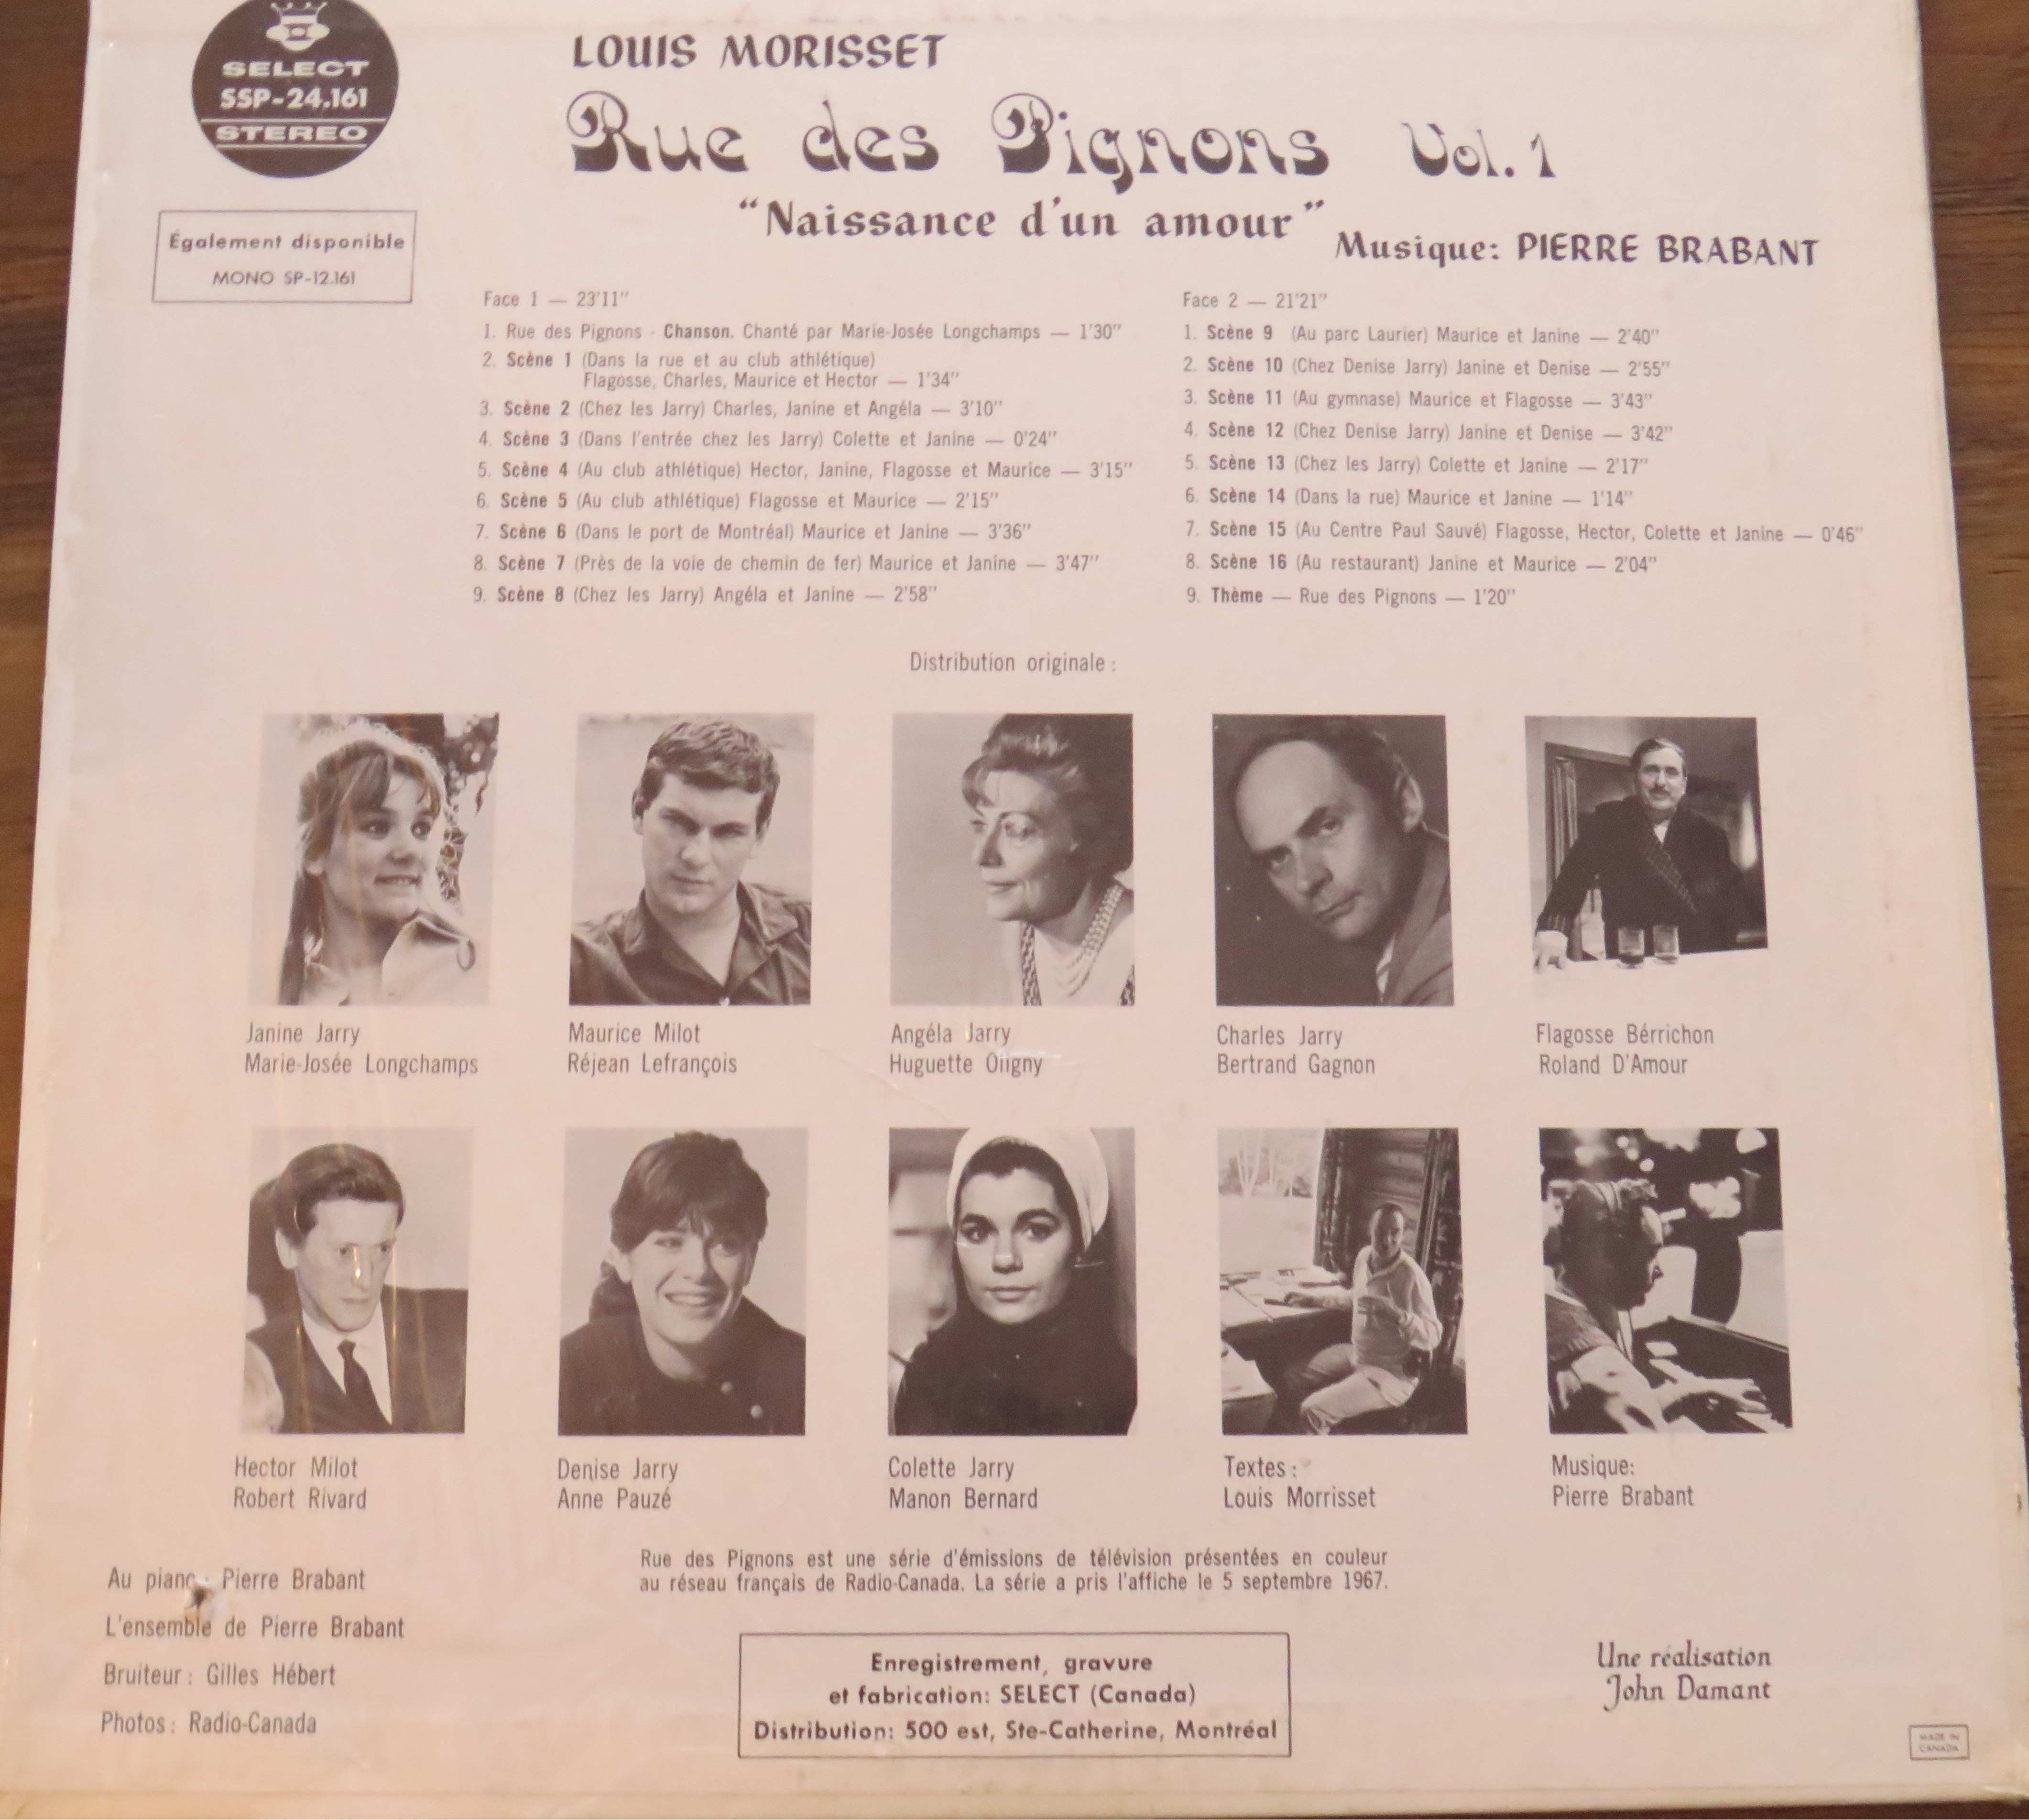 SELECT
SSP-24.161
STEREO
LOUIS MORISSET
Rue des Pignons Vol. 1
"Naissance d'un amour"
Musique: PIERRE BRABANT
Également disponible
MONO SP-12.161
Face 1 — 23'11"
1. Rue des Pignons - Chanson. Chanté par Marie-Josée Longchamps — 1'30"
2. Scène 1 (Dans la rue et au club athlétique)
Flagosse, Charles, Maurice et Hector — 1'34"
3. Scène 2 (Chez les Jarry) Charles, Janine et Angéla — 3'10"
4. Scène 3 (Dans l'entrée chez les Jarry) Colette et Janine — 0'24"
5. Scène 4 (Au club athlétique) Hector, Janine, Flagosse et Maurice — 3'15"
6. Scène 5 (Au club athlétique) Flagosse et Maurice — 2'15"
7. Scène 6 (Dans le port de Montréal) Maurice et Janine — 3'36"
8. Scène 7 (Près de la voie de chemin de fer) Maurice et Janine — 3'47"
9. Scène 8 (Chez les Jarry) Angéla et Janine — 2'58"
Face 2 — 21'21"
1. Scène 9 (Au parc Laurier) Maurice et Janine — 2'40"
2. Scène 10 (Chez Denise Jarry) Janine et Denise — 2'55"
3. Scène 11 (Au gymnase) Maurice et Flagosse — 3'43"
4. Scène 12 (Chez Denise Jarry) Janine et Denise — 3'42"
5. Scène 13 (Chez les Jarry) Colette et Janine — 2'17"
6. Scène 14 (Dans la rue) Maurice et Janine — 1'14"
7. Scène 15 (Au Centre Paul Sauvé) Flagosse, Hector, Colette et Janine — 0'46"
8. Scène 16 (Au restaurant) Janine et Maurice — 2'04"
9. Thème — Rue des Pignons — 1'20"
Distribution originale :
Janine Jarry
Marie-Josée Longchamps
Maurice Milot
Réjean Lefrançois
Angéla Jarry
Huguette Oligny
Charles Jarry
Bertrand Gagnon
Flagosse Bérrichon
Roland D'Amour
Hector Milot
Robert Rivard
Denise Jarry
Anne Pauzé
Colette Jarry
Manon Bernard
Textes :
Louis Morrisset
Musique:
Pierre Brabant
Au piano : Pierre Brabant
L'ensemble de Pierre Brabant
Bruiteur : Gilles Hébert
Photos : Radio-Canada
Rue des Pignons est une série d'émissions de télévision présentées en couleur
au réseau français de Radio-Canada. La série a pris l'affiche le 5 septembre 1967.
Enregistrement, gravure
et fabrication: SELECT (Canada)
Distribution: 500 est, Ste-Catherine, Montréal
Une réalisation
John Damant
MADE IN
CANADA